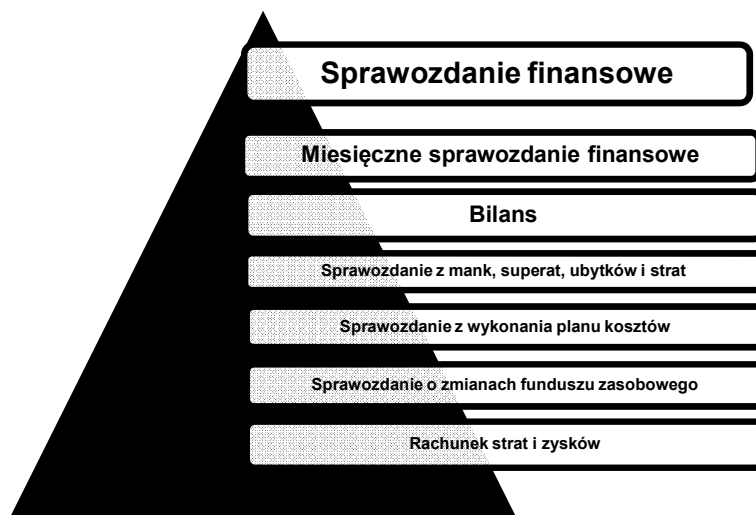 Sprawozdanie finansowe
Miesięczne sprawozdanie finansowe
Bilans
Sprawozdanie z mank, superat, ubytków i strat
Sprawozdanie z wykonania planu kosztów
Sprawozdanie o zmianach funduszu zasobowego
Rachunek strat i zysków